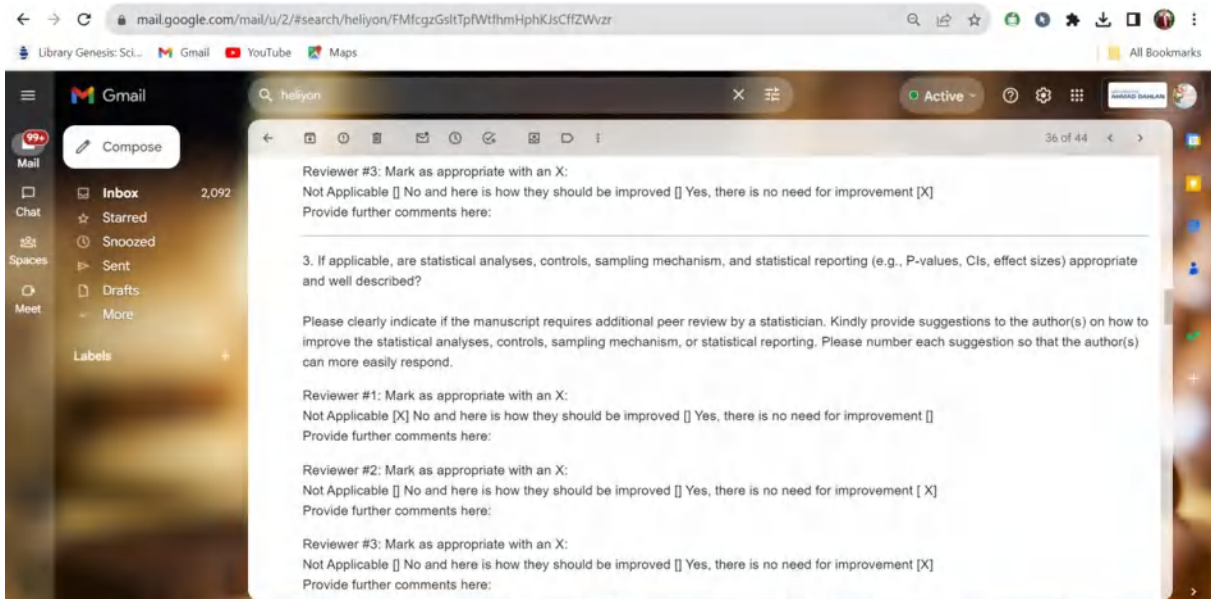 mail.google.com/mail/u/2/#search/heliyon/FMfcgzGsltTpfWtfhmHphKJsCffZWvzr
Library Genesis: Sci...
Gmail
YouTube
Maps
All Bookmarks
Gmail
heliyon
Active
AHMAD DAHLAN
99+
Mail
Chat
Spaces
Meet
Compose
Inbox 2,092
Starred
Snoozed
Sent
Drafts
More
Labels
36 of 44
Reviewer #3: Mark as appropriate with an X:
Not Applicable [] No and here is how they should be improved [] Yes, there is no need for improvement [X]
Provide further comments here:
3. If applicable, are statistical analyses, controls, sampling mechanism, and statistical reporting (e.g., P-values, CIs, effect sizes) appropriate
and well described?
Please clearly indicate if the manuscript requires additional peer review by a statistician. Kindly provide suggestions to the author(s) on how to
improve the statistical analyses, controls, sampling mechanism, or statistical reporting. Please number each suggestion so that the author(s)
can more easily respond.
Reviewer #1: Mark as appropriate with an X:
Not Applicable [X] No and here is how they should be improved [] Yes, there is no need for improvement []
Provide further comments here:
Reviewer #2: Mark as appropriate with an X:
Not Applicable [] No and here is how they should be improved [] Yes, there is no need for improvement [ X]
Provide further comments here:
Reviewer #3: Mark as appropriate with an X:
Not Applicable [] No and here is how they should be improved [] Yes, there is no need for improvement [X]
Provide further comments here: